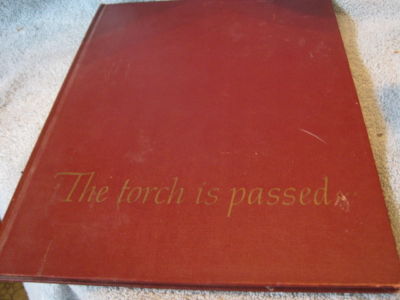 The torch is passed...